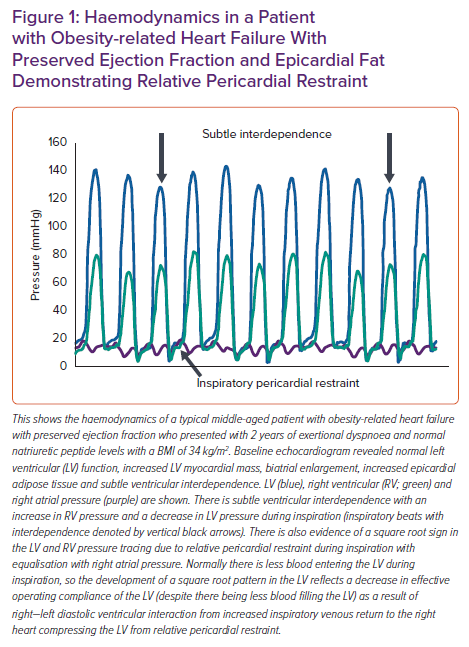 Figure 1: Haemodynamics in a Patient
with Obesity-related Heart Failure With
Preserved Ejection Fraction and Epicardial Fat
Demonstrating Relative Pericardial Restraint
160
Subtle interdependence
140
120
100
80
60
40
20
0
Pressure (mmHg)
Inspiratory pericardial restraint
This shows the haemodynamics of a typical middle-aged patient with obesity-related heart failure
with preserved ejection fraction who presented with 2 years of exertional dyspnoea and normal
natriuretic peptide levels with a BMI of 34 kg/m². Baseline echocardiogram revealed normal left
ventricular (LV) function, increased LV myocardial mass, biatrial enlargement, increased epicardial
adipose tissue and subtle ventricular interdependence. LV (blue), right ventricular (RV; green) and
right atrial pressure (purple) are shown. There is subtle ventricular interdependence with an
increase in RV pressure and a decrease in LV pressure during inspiration (inspiratory beats with
interdependence denoted by vertical black arrows). There is also evidence of a square root sign in
the LV and RV pressure tracing due to relative pericardial restraint during inspiration with
equalisation with right atrial pressure. Normally there is less blood entering the LV during
inspiration, so the development of a square root pattern in the LV reflects a decrease in effective
operating compliance of the LV (despite there being less blood filling the LV) as a result of
right–left diastolic ventricular interaction from increased inspiratory venous return to the right
heart compressing the LV from relative pericardial restraint.